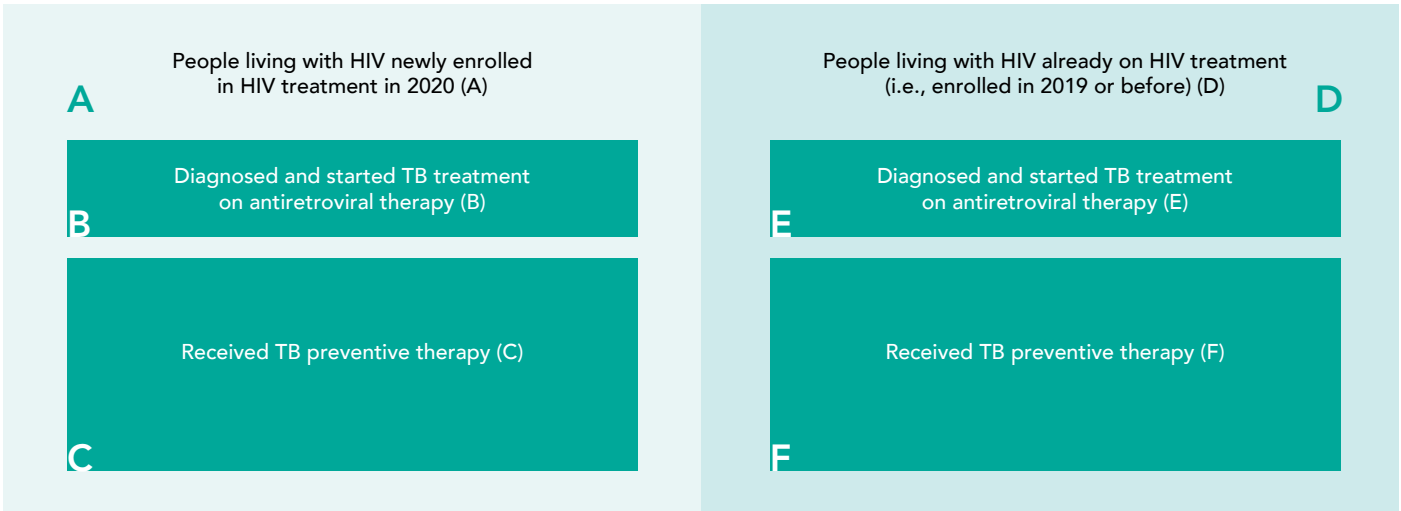 People living with HIV newly enrolled
in HIV treatment in 2020 (A)
A
Diagnosed and started TB treatment
on antiretroviral therapy (B)
B
Received TB preventive therapy (C)
C
People living with HIV already on HIV treatment
(i.e., enrolled in 2019 or before) (D)
D
Diagnosed and started TB treatment
on antiretroviral therapy (E)
E
Received TB preventive therapy (F)
F